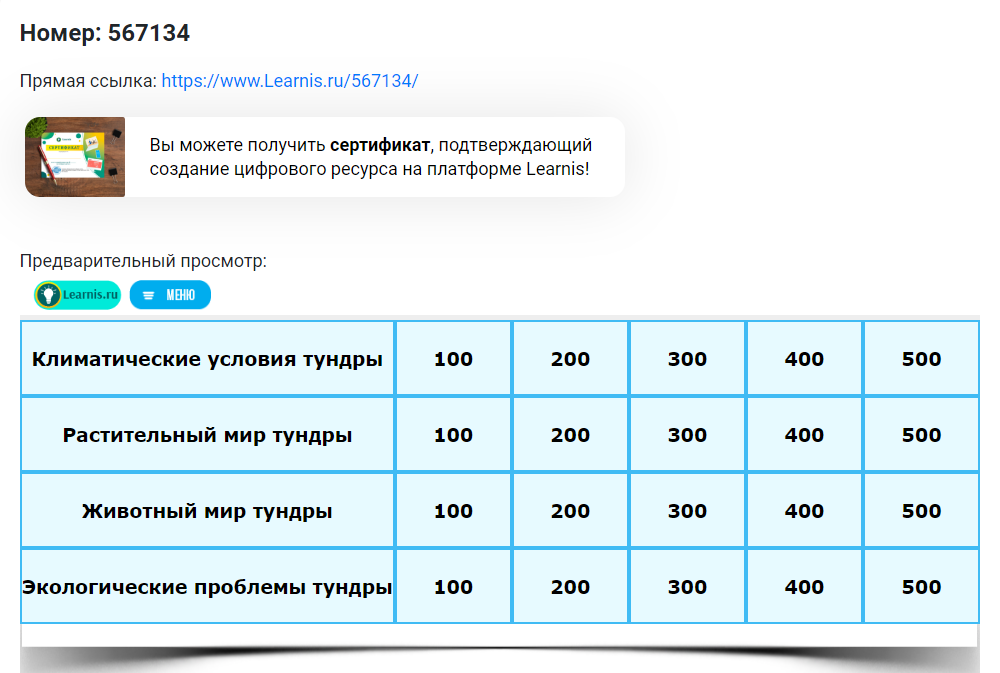 Номер: 567134
Прямая ссылка: https://www.Learnis.ru/567134/
Вы можете получить сертификат, подтверждающий
создание цифрового ресурса на платформе Learnis!
СЕРТИФИКАТ
Предварительный просмотр:
Learnis.ru МЕНЮ
Климатические условия тундры 100 200 300 400 500
Растительный мир тундры 100 200 300 400 500
Животный мир тундры 100 200 300 400 500
Экологические проблемы тундры 100 200 300 400 500